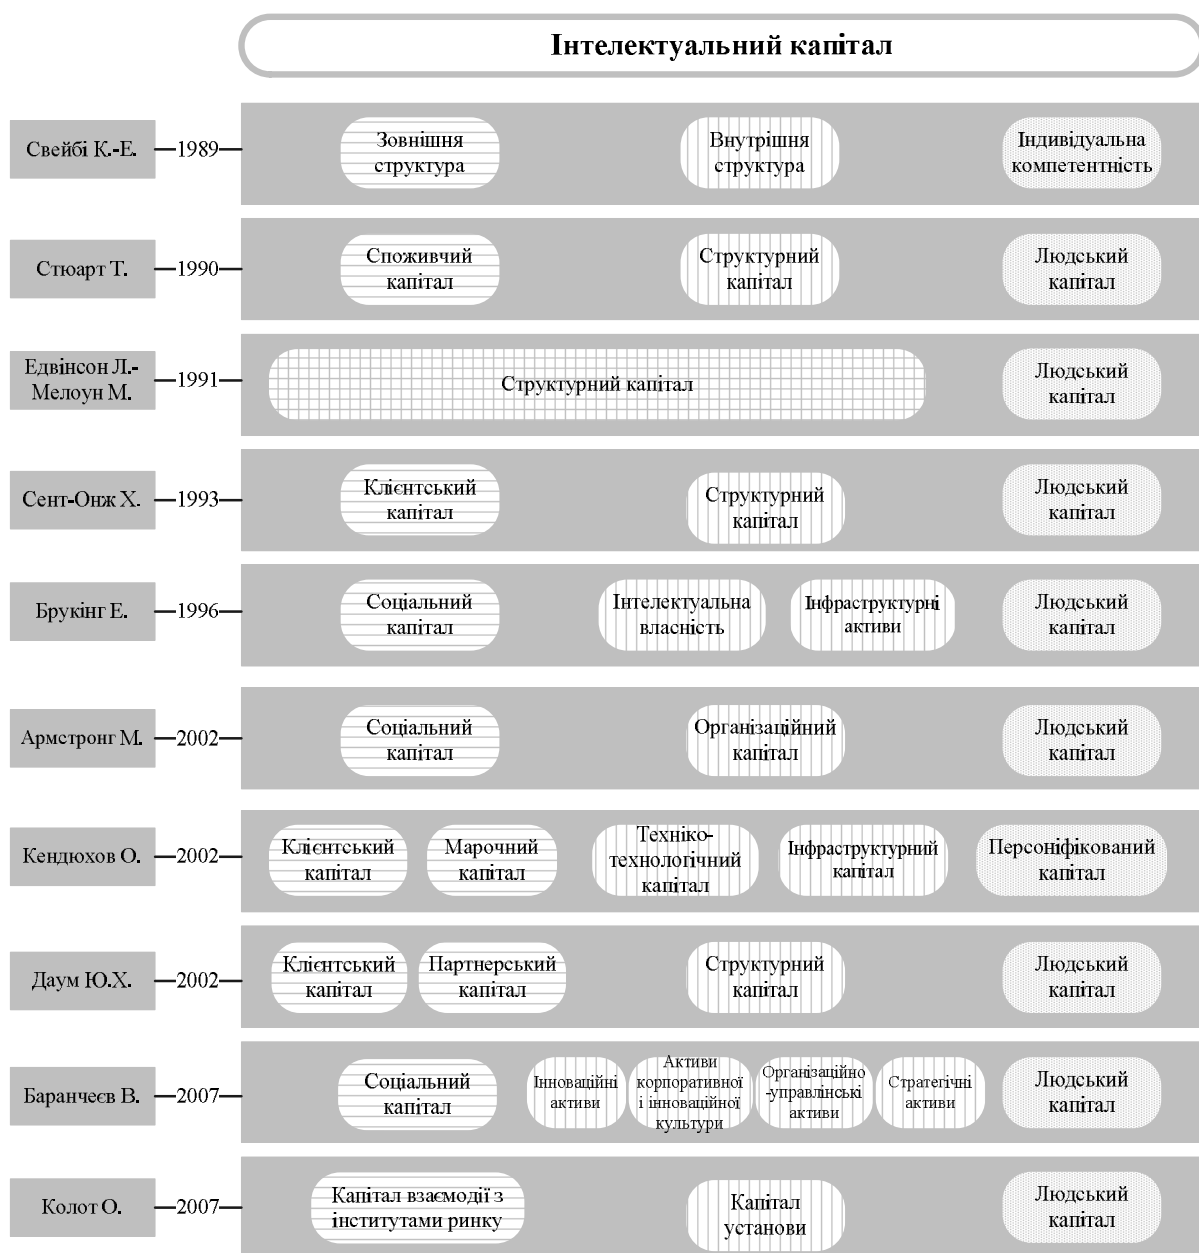 Інтелектуальний капітал
Свейбі К.-Е.
1989
Зовнішня
структура
Внутрішня
структура
Індивидуальна
компетентність
Стюарт Т.
1990
Споживчий
капітал
Структурний
капітал
Людський
капітал
Едвінсон Л.-
Мелоун М.
1991
Структурний капітал
Людський
капітал
Сент-Онж Х.
1993
Клієнтський
капітал
Структурний
капітал
Людський
капітал
Брукінг Е.
1996
Соціальний
капітал
Інтелектуальна
власність
Інфраструктурні
активи
Людський
капітал
Армстронг М.
2002
Соціальний
капітал
Організаційний
капітал
Людський
капітал
Кендюхов О.
2002
Клієнтський
капітал
Марочний
капітал
Техніко-
технологічний
капітал
Інфраструктурний
капітал
Персоніфікований
капітал
Даум Ю.Х.
2002
Клієнтський
капітал
Партнерський
капітал
Структурний
капітал
Людський
капітал
Баранчеєв В.
2007
Соціальний
капітал
Інноваційні
активи
Активи
корпоративної
і інноваційної
культури
Організаційно
-управлінські
активи
Стратегічні
активи
Людський
капітал
Колот О.
2007
Капітал взаємодії з
інститутами ринку
Капітал
установи
Людський
капітал